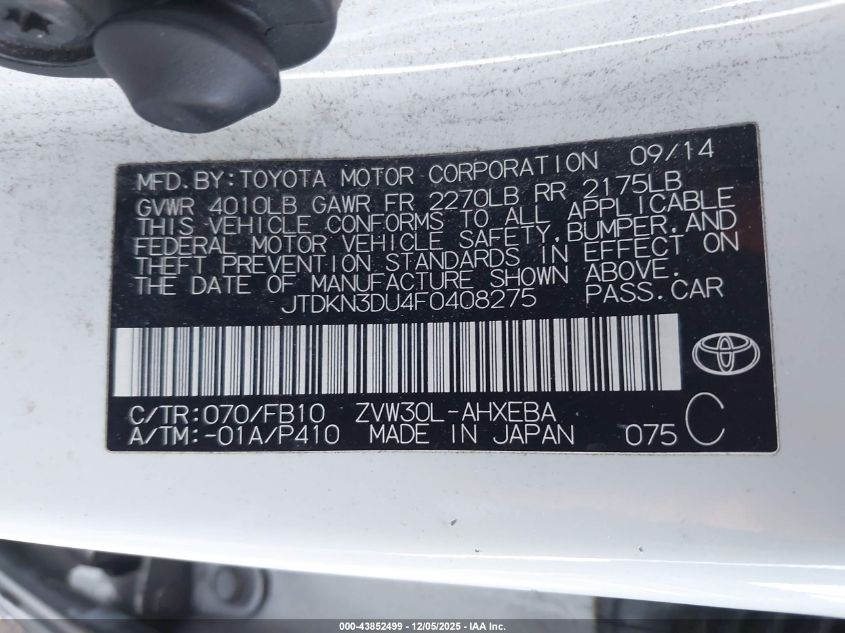 MFD.BY:TOYOTA MOTOR CORPORATION 09/14
GVWR 4010LB GAWR FR 2270LB RR 2175LB
THIS VEHICLE CONFORMS TO ALL APPLICABLE
FEDERAL MOTOR VEHICLE SAFETY,BUMPER,AND
THEFT PREVENTION STANDARDS IN EFFECT ON
THE DATE OF MANUFACTURE SHOWN ABOVE.
JTDKN3DU4F0408275 PASS.CAR
C/TR:070/FB10 ZVW30L-AHXEBA
A/TM:-01A/P410 MADE IN JAPAN 075 C
000-43852499 | 12/05/2025 | IAA Inc.